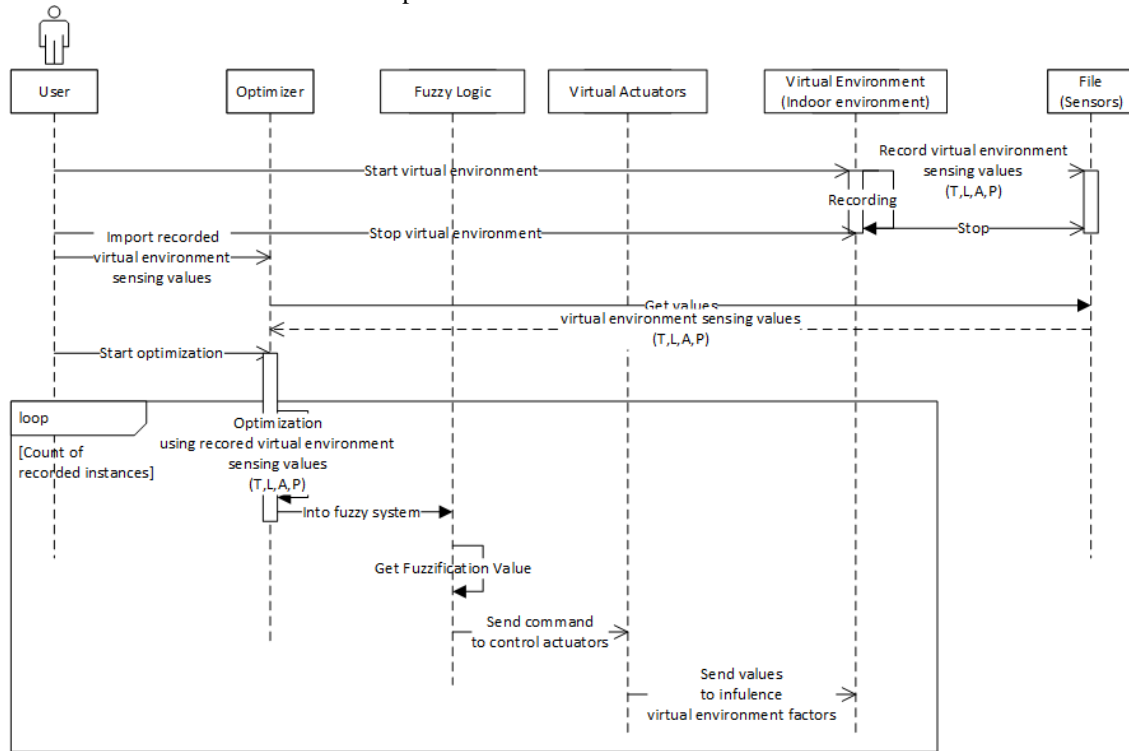 User
Optimizer
Fuzzy Logic
Virtual Actuators
Virtual Environment
(Indoor environment)
File
(Sensors)
Start virtual environment
Record virtual environment
sensing values
(T,L,A,P)
Recording
Stop
Stop virtual environment
Import recorded
virtual environment
sensing values
Get values
virtual environment sensing values
(T,L,A,P)
Start optimization
loop
[Count of
recorded instances]
Optimization
using recored virtual environment
sensing values
(T,L,A,P)
Into fuzzy system
Get Fuzzification Value
Send command
to control actuators
Send values
to infulence
virtual environment factors